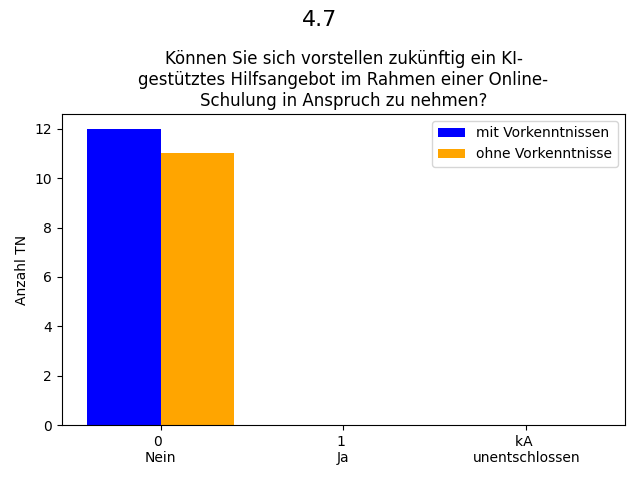 4.7
Können Sie sich vorstellen zukünftig ein KI-
gestütztes Hilfsangebot im Rahmen einer Online-
Schulung in Anspruch zu nehmen?
mit Vorkenntnissen
ohne Vorkenntnisse
Anzahl TN
12
10
8
6
4
2
0
0 1 kA
Nein Ja unentschlossen